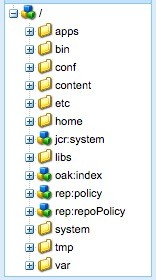 /
apps
bin
conf
content
etc
home
jcr:system
libs
oak:index
rep:policy
rep:repoPolicy
system
tmp
var